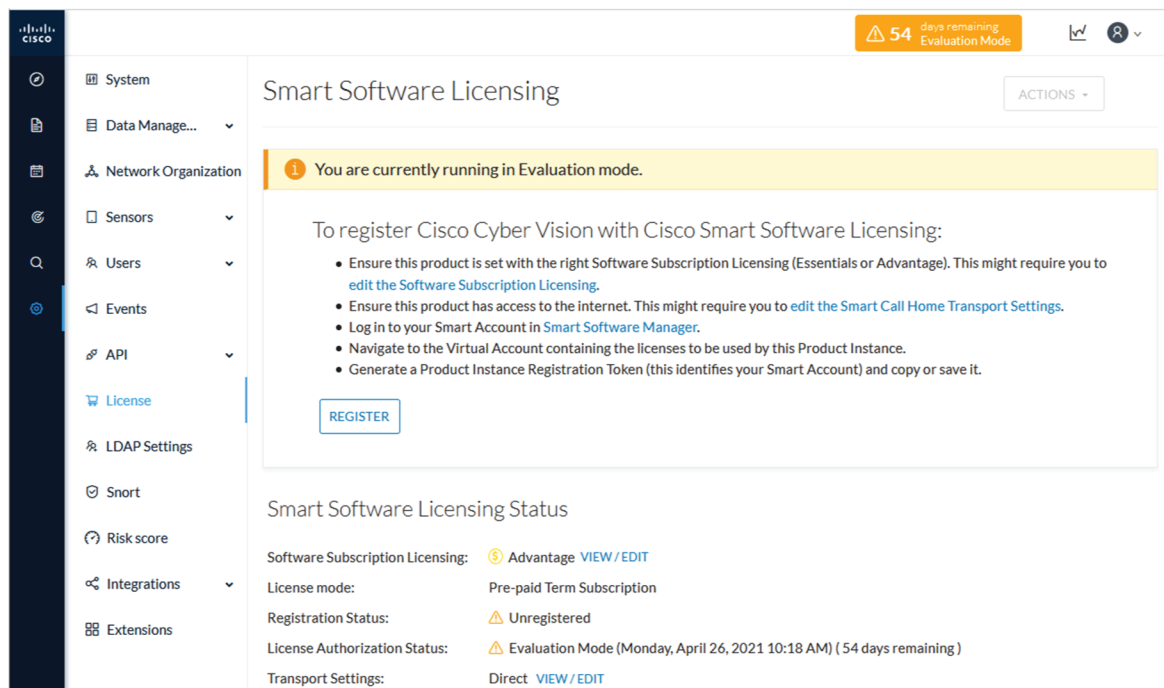 cisco
54 days remaining
Evaluation Mode
System
Data Manage...
Network Organization
Sensors
Users
Events
API
License
LDAP Settings
Snort
Risk score
Integrations
Extensions
Smart Software Licensing
ACTIONS
You are currently running in Evaluation mode.
To register Cisco Cyber Vision with Cisco Smart Software Licensing:
• Ensure this product is set with the right Software Subscription Licensing (Essentials or Advantage). This might require you to
edit the Software Subscription Licensing.
• Ensure this product has access to the internet. This might require you to edit the Smart Call Home Transport Settings.
• Log in to your Smart Account in Smart Software Manager.
• Navigate to the Virtual Account containing the licenses to be used by this Product Instance.
• Generate a Product Instance Registration Token (this identifies your Smart Account) and copy or save it.
REGISTER
Smart Software Licensing Status
Software Subscription Licensing: $ Advantage VIEW / EDIT
License mode: Pre-paid Term Subscription
Registration Status: Unregistered
License Authorization Status: Evaluation Mode (Monday, April 26, 2021 10:18 AM) ( 54 days remaining )
Transport Settings: Direct VIEW / EDIT